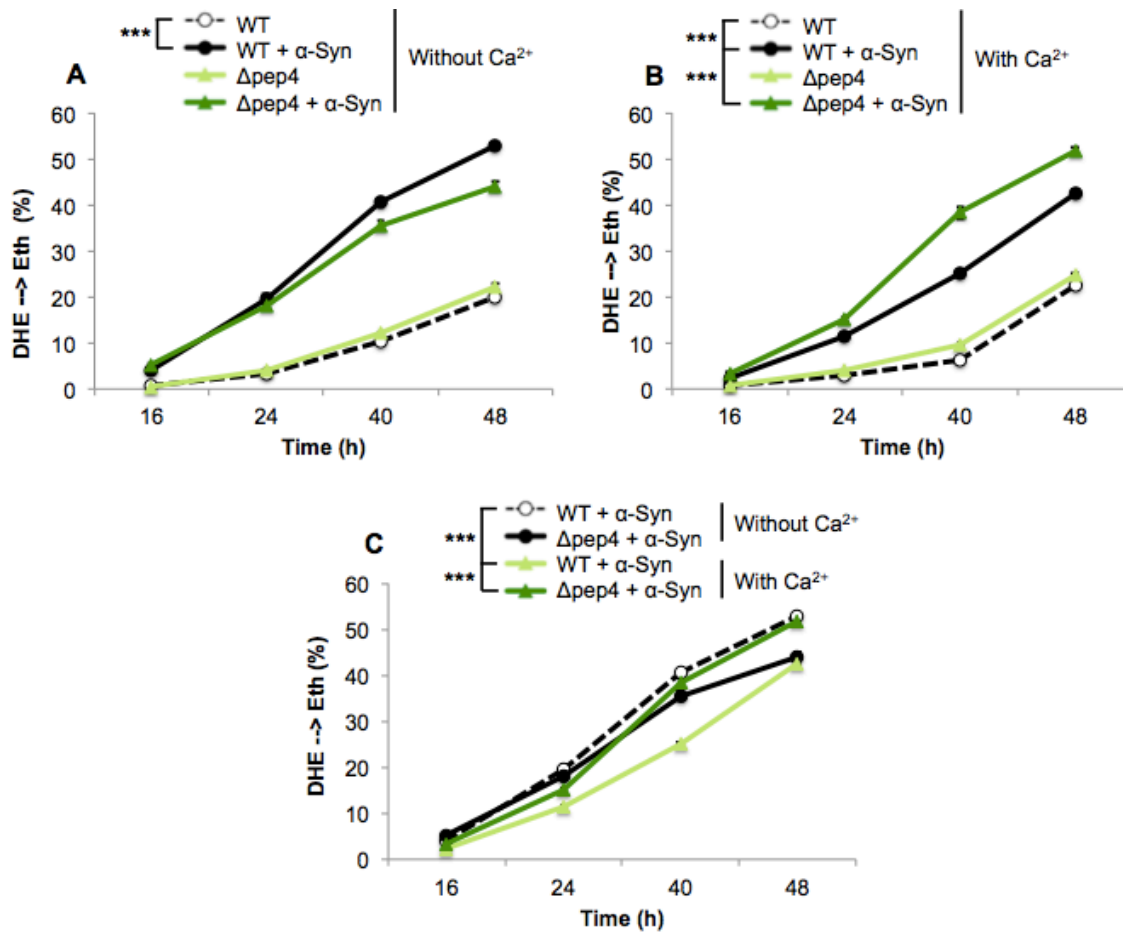 *** WT
WT + α-Syn
Δpep4
Δpep4 + α-Syn
Without Ca²⁺
A
DHE --> Eth (%)
60
50
40
30
20
10
0
16 24 40 48
Time (h)
*** WT
*** WT + α-Syn
Δpep4
Δpep4 + α-Syn
With Ca²⁺
B
DHE --> Eth (%)
60
50
40
30
20
10
0
16 24 40 48
Time (h)
WT + α-Syn
*** Δpep4 + α-Syn
Without Ca²⁺
*** WT + α-Syn
Δpep4 + α-Syn
With Ca²⁺
C
DHE --> Eth (%)
60
50
40
30
20
10
0
16 24 40 48
Time (h)